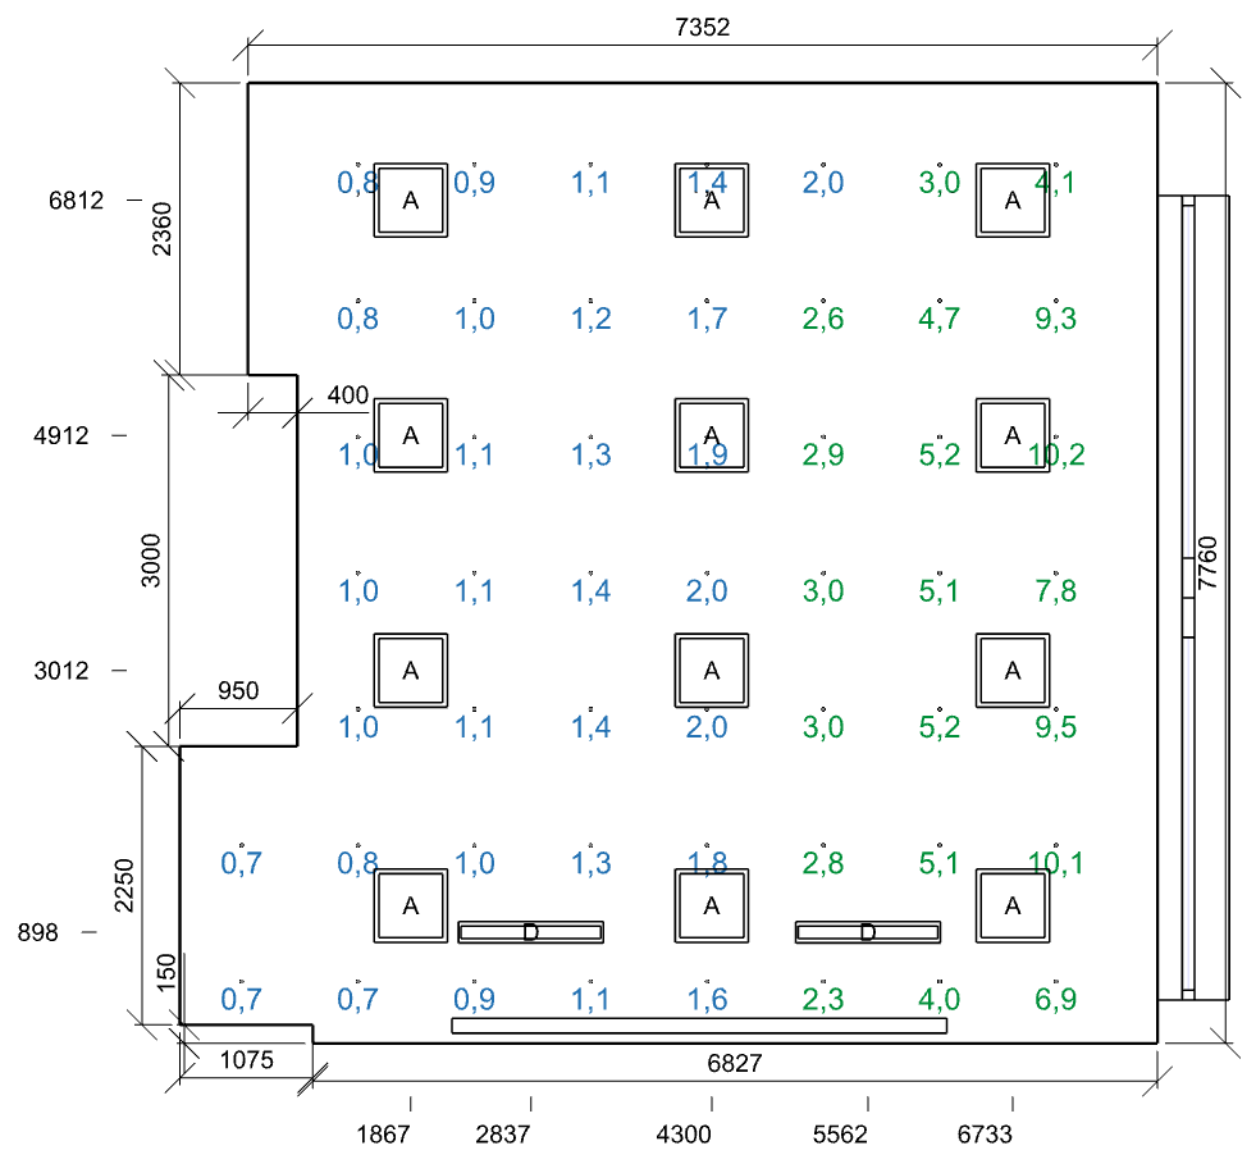 7352
0,8 0,9 1,1 1,4 2,0 3,0 4,1
6812 A A A
2360
0,8 1,0 1,2 1,7 2,6 4,7 9,3
400
4912 A A A
1,0 1,1 1,3 1,9 2,9 5,2 10,2
3000
7760
1,0 1,1 1,4 2,0 3,0 5,1 7,8
3012 A A A
950
1,0 1,1 1,4 2,0 3,0 5,2 9,5
0,7 0,8 1,0 1,3 1,8 2,8 5,1 10,1
2250
A A A
898 D D
150
0,7 0,7 0,9 1,1 1,6 2,3 4,0 6,9
1075 6827
1867 2837 4300 5562 6733